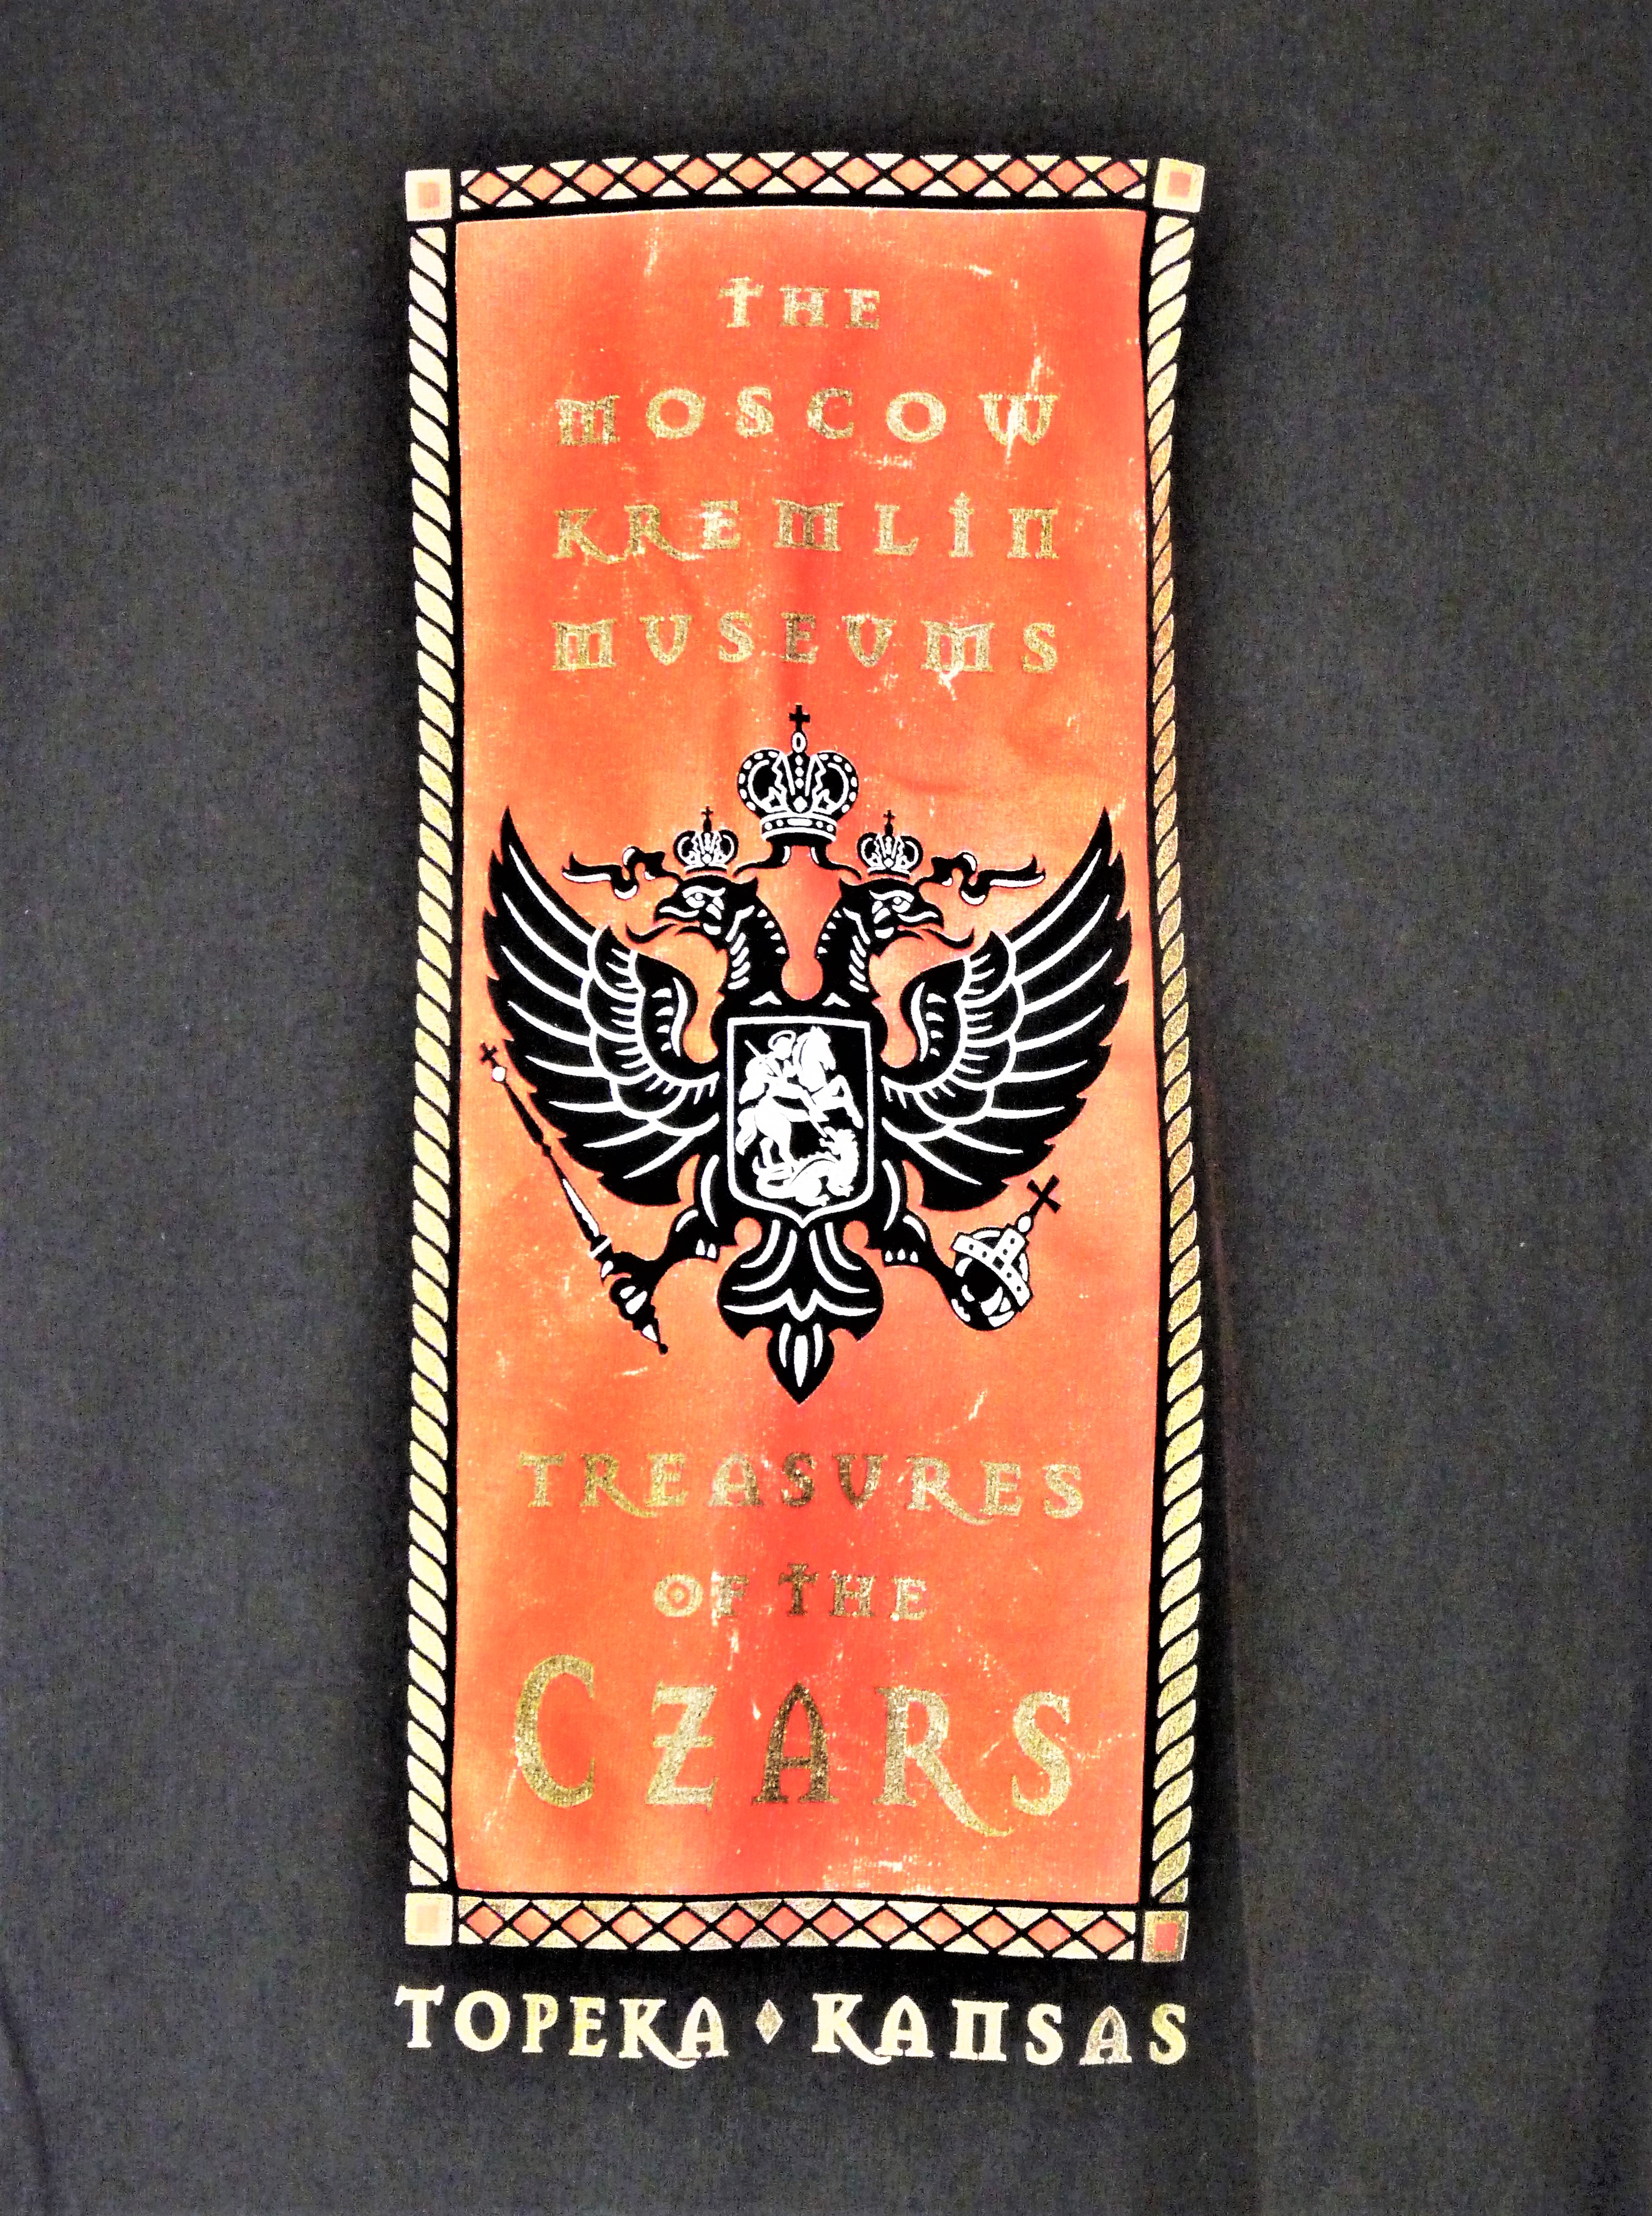 THE
MOSCOW
KREMLIN
MUSEUMS
TREASURES
OF THE
CZARS
TOPEKA ♦ KANSAS